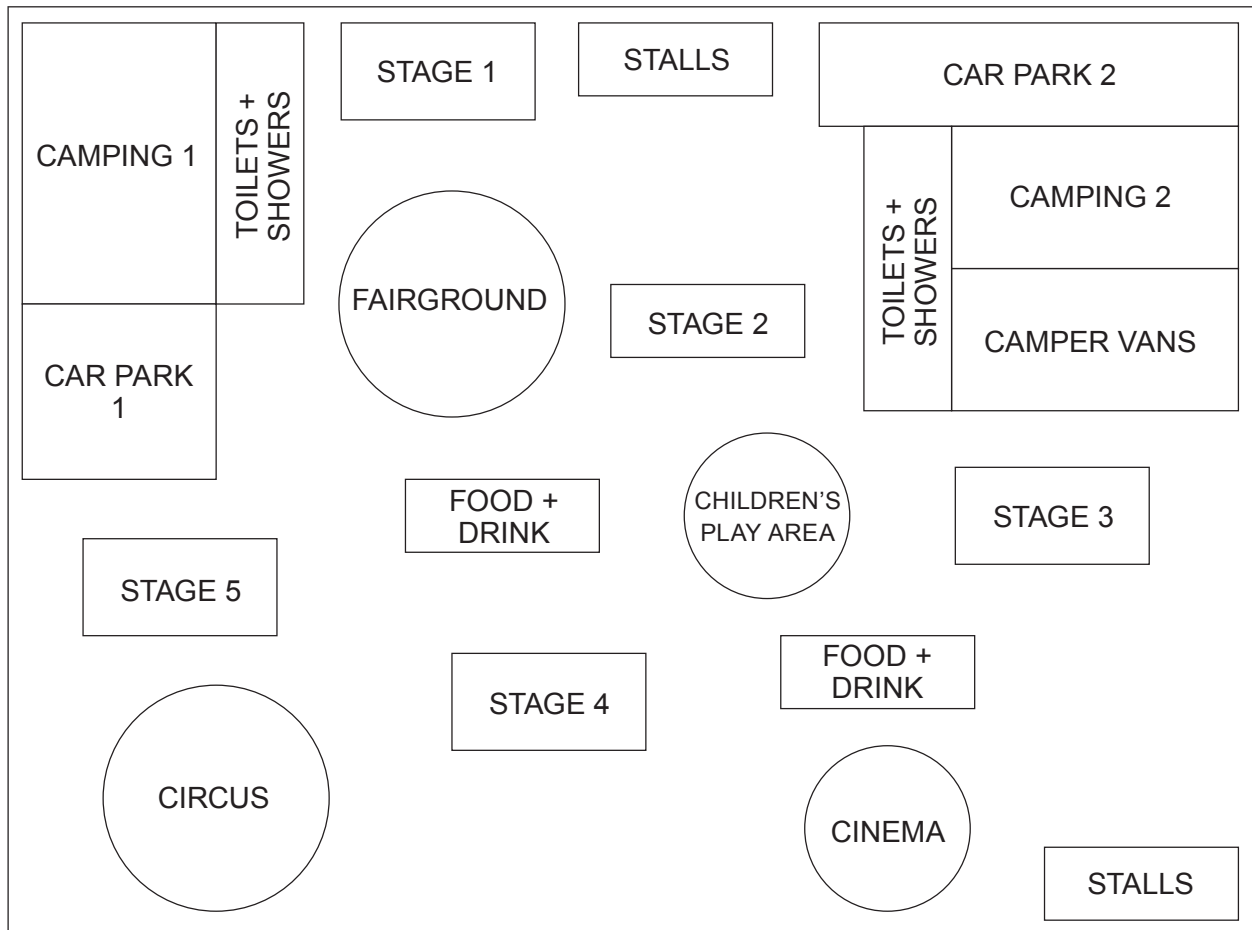 STAGE 1
STALLS
CAR PARK 2
CAMPING 1
TOILETS +
SHOWERS
CAMPING 2
TOILETS +
SHOWERS
FAIRGROUND
STAGE 2
CAMPER VANS
CAR PARK
1
FOOD +
DRINK
CHILDREN’S
PLAY AREA
STAGE 3
STAGE 5
FOOD +
DRINK
STAGE 4
CIRCUS
CINEMA
STALLS